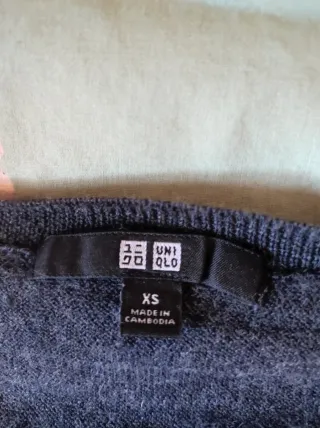 ユニ UNI
クロ QLO
XS
MADE IN
CAMBODIA